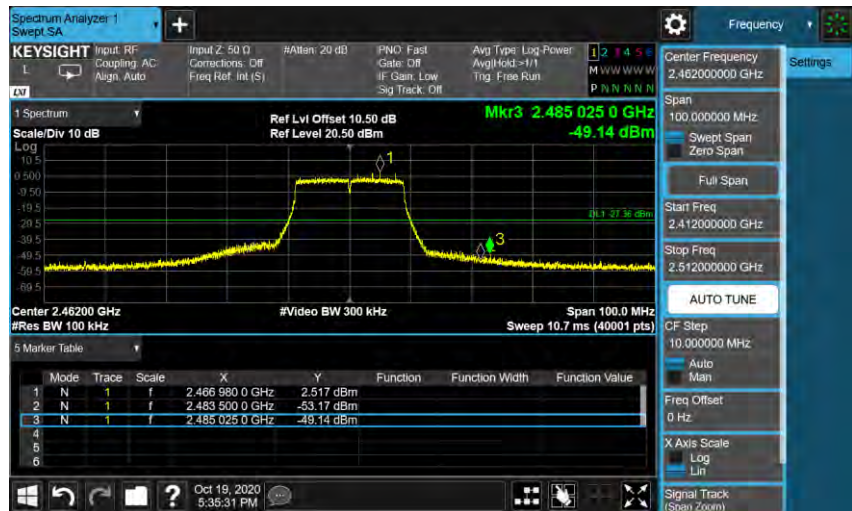 Spectrum Analyzer 1
Swept SA
+
Frequency
KEYSIGHT Input: RF Input Z: 50 Ω #Atten: 20 dB PNO: Fast Avg Type: Log-Power 1 2 3 4 5 6
L Coupling: AC Corrections: Off Gate: Off Avg|Hold:>1/1 M W W W W W
Align: Auto Freq Ref: Int (S) IF Gain: Low Trig: Free Run
LXI Sig Track: Off P N N N N N
1 Spectrum
Scale/Div 10 dB
Ref Lvl Offset 10.50 dB
Ref Level 20.50 dBm
Mkr3 2.485 025 0 GHz
-49.14 dBm
Log
10.5
0.500
-9.50
-19.5
-29.5
-39.5
-49.5
-59.5
-69.5
1
DL1 -27.36 dBm
3
Center 2.46200 GHz #Video BW 300 kHz Span 100.0 MHz
#Res BW 100 kHz Sweep 10.7 ms (40001 pts)
5 Marker Table
Mode Trace Scale X Y Function Function Width Function Value
1 N 1 f 2.466 980 0 GHz 2.517 dBm
2 N 1 f 2.483 500 0 GHz -53.17 dBm
3 N 1 f 2.485 025 0 GHz -49.14 dBm
4
5
6
?
Oct 19, 2020
5:35:31 PM
Center Frequency
2.462000000 GHz
Span
100.000000 MHz
Swept Span
Zero Span
Full Span
Start Freq
2.412000000 GHz
Stop Freq
2.512000000 GHz
AUTO TUNE
CF Step
10.000000 MHz
Auto
Man
Freq Offset
0 Hz
X Axis Scale
Log
Lin
Signal Track
(Span Zoom)
Settings